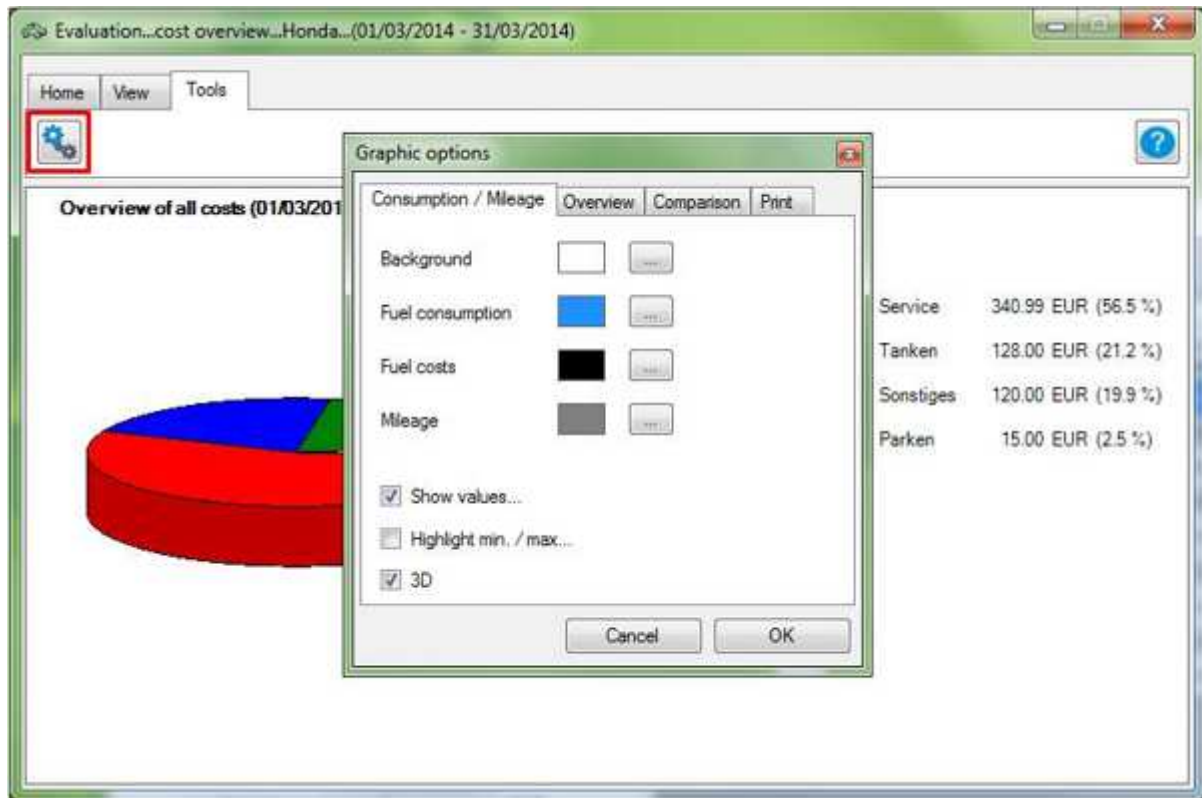 Evaluation...cost overview...Honda...(01/03/2014 - 31/03/2014)
Home View Tools
Graphic options
Overview of all costs (01/03/201
Consumption / Mileage Overview Comparison Print
Background ...
Fuel consumption ...
Fuel costs ...
Mileage ...
Show values...
Highlight min. / max...
3D
Cancel OK
Service 340.99 EUR (56.5 %)
Tanken 128.00 EUR (21.2 %)
Sonstiges 120.00 EUR (19.9 %)
Parken 15.00 EUR (2.5 %)